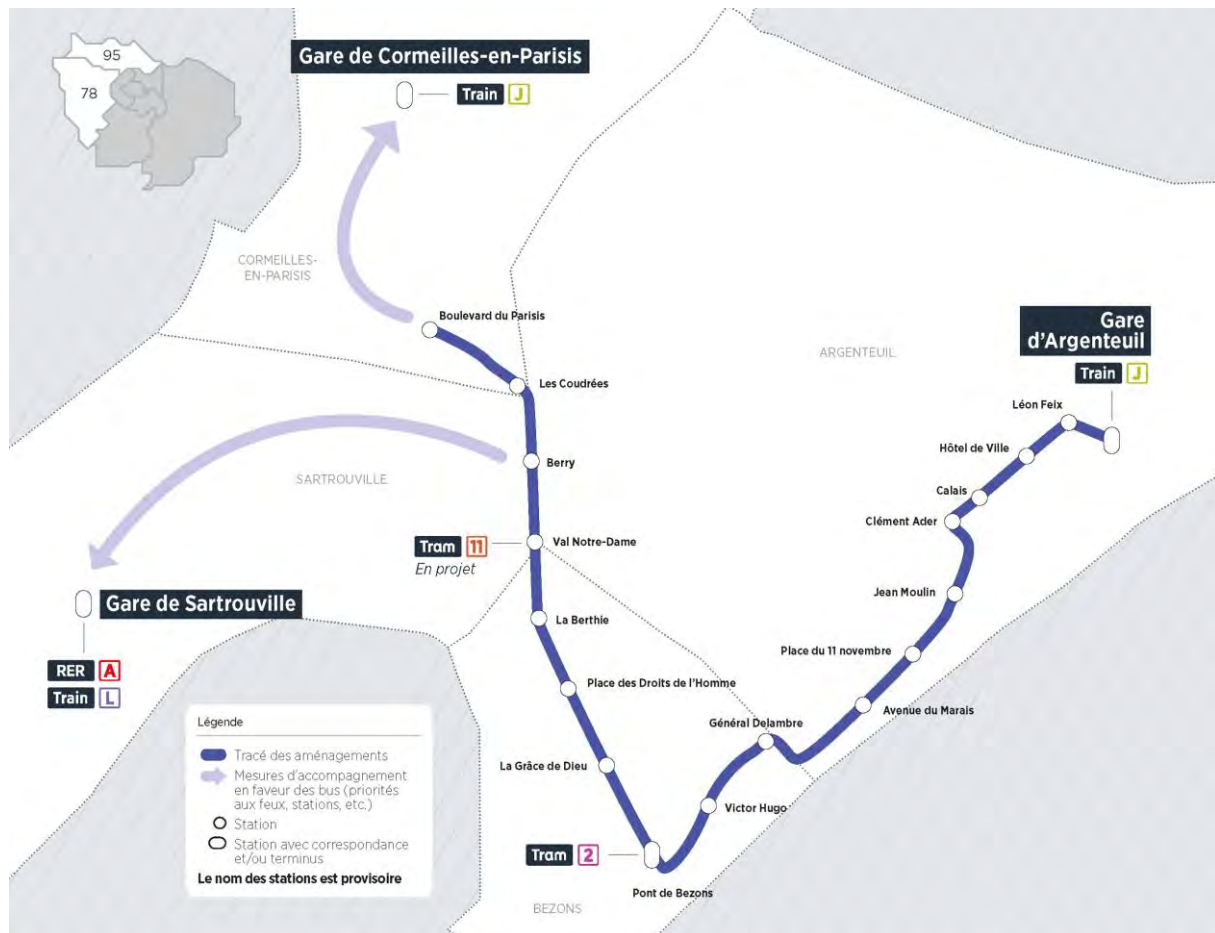 95
78
Gare de Cormeilles-en-Parisis
Train J
CORMEILLES-
EN-PARISIS
Boulevard du Parisis
Les Coudrées
ARGENTEUIL
Gare
d'Argenteuil
Train J
Léon Feix
Hôtel de Ville
Calais
Clément Ader
Berry
SARTROUVILLE
Tram 11
En projet
Val Notre-Dame
Jean Moulin
Gare de Sartrouville
RER A
Train L
La Berthie
Place du 11 novembre
Place des Droits de l'Homme
Avenue du Marais
Général Delambre
La Grâce de Dieu
Victor Hugo
Tram 2
Pont de Bezons
BEZONS
Légende
Tracé des aménagements
Mesures d'accompagnement
en faveur des bus (priorités
aux feux, stations, etc.)
Station
Station avec correspondance
et/ou terminus
Le nom des stations est provisoire